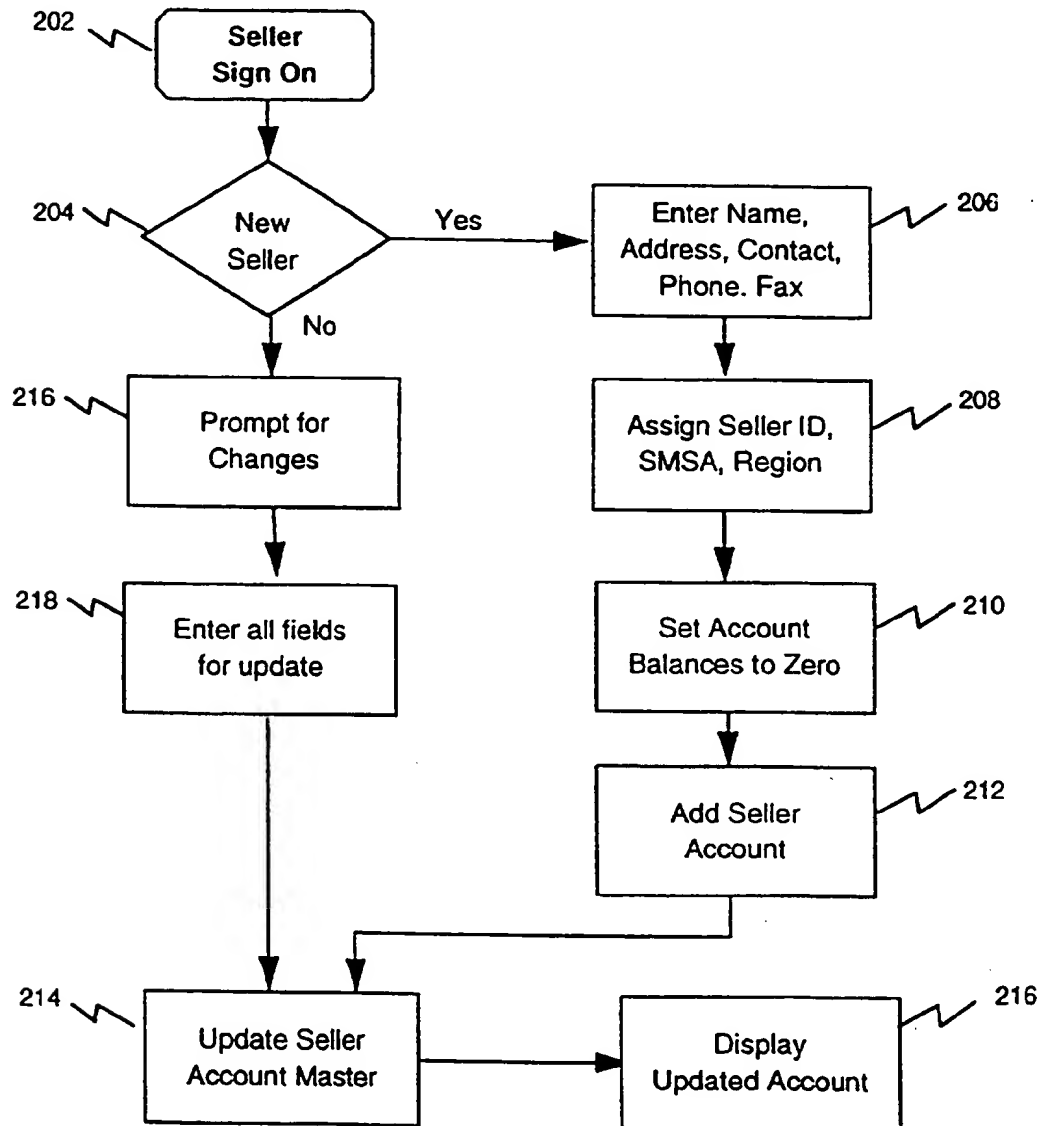 202
Seller
Sign On
204
New
Seller
Yes
Enter Name,
Address, Contact,
Phone. Fax
206
No
216
Prompt for
Changes
Assign Seller ID,
SMSA, Region
208
218
Enter all fields
for update
Set Account
Balances to Zero
210
Add Seller
Account
212
214
Update Seller
Account Master
Display
Updated Account
216